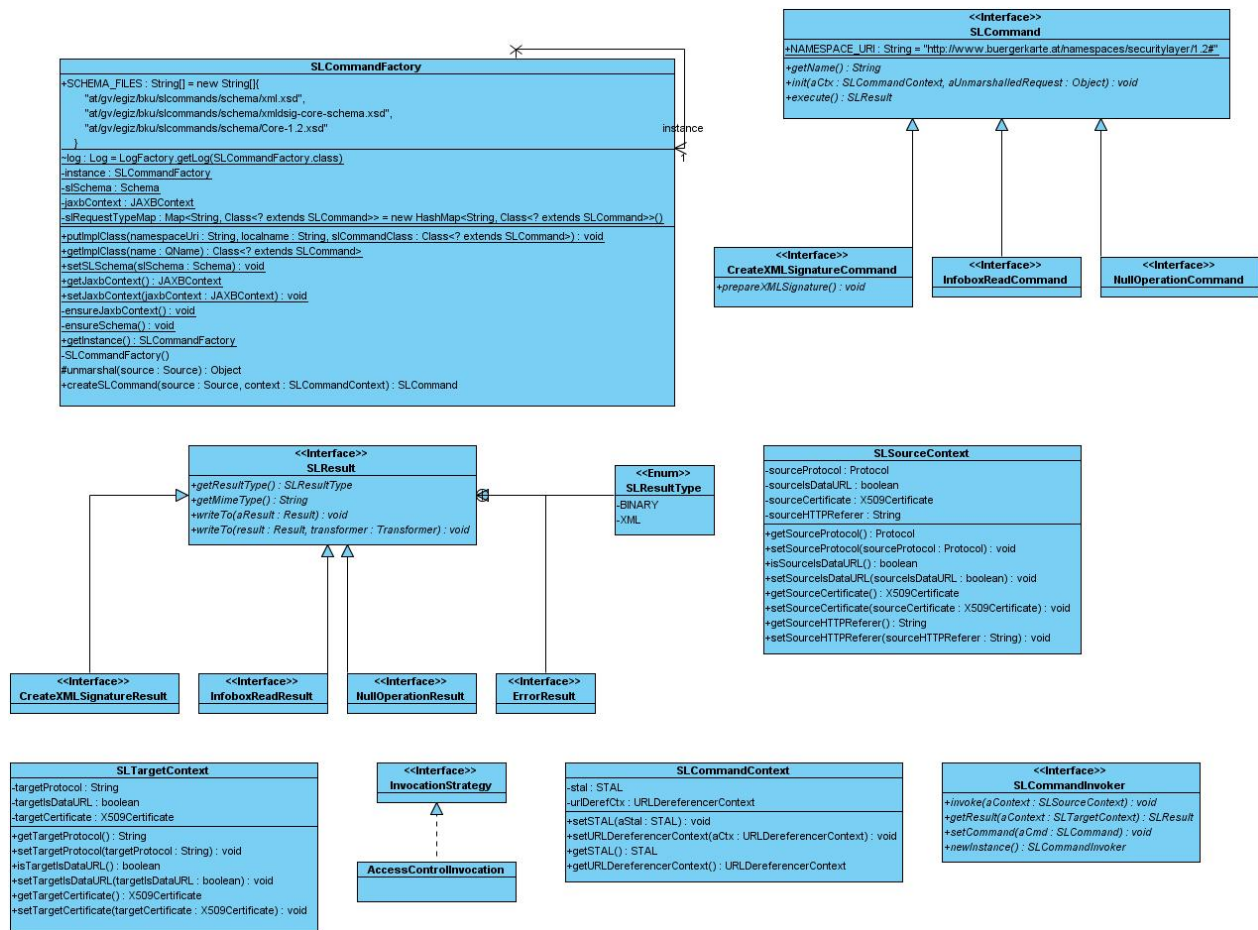 SLCommandFactory
+SCHEMA_FILES : String[] = new String[]{
"at/gv/egiz/bku/slcommands/schema/xml.xsd",
"at/gv/egiz/bku/slcommands/schema/xmldsig-core-schema.xsd",
"at/gv/egiz/bku/slcommands/schema/Core-1.2.xsd"
}
~log : Log = LogFactory.getLog(SLCommandFactory.class)
-instance : SLCommandFactory
-slSchema : Schema
-jaxbContext : JAXBContext
-slRequestTypeMap : Map<String, Class<? extends SLCommand>> = new HashMap<String, Class<? extends SLCommand>>()
+putImplClass(namespaceUri : String, localname : String, slCommandClass : Class<? extends SLCommand>) : void
+getImplClass(name : QName) : Class<? extends SLCommand>
+setSLSchema(slSchema : Schema) : void
+getJaxbContext() : JAXBContext
+setJaxbContext(jaxbContext : JAXBContext) : void
-ensureJaxbContext() : void
-ensureSchema() : void
+getInstance() : SLCommandFactory
-SLCommandFactory()
#unmarshal(source : Source) : Object
+createSLCommand(source : Source, context : SLCommandContext) : SLCommand
instance
<<Interface>>
SLCommand
+NAMESPACE_URI : String = "http://www.buergerkarte.at/namespaces/securitylayer/1.2#"
+getName() : String
+init(aCtx : SLCommandContext, aUnmarshalledRequest : Object) : void
+execute() : SLResult
<<Interface>>
CreateXMLSignatureCommand
+prepareXMLSignature() : void
<<Interface>>
InfoboxReadCommand
<<Interface>>
NullOperationCommand
<<Interface>>
SLResult
+getResultType() : SLResultType
+getMimeType() : String
+writeTo(aResult : Result) : void
+writeTo(result : Result, transformer : Transformer) : void
<<Enum>>
SLResultType
-BINARY
-XML
SLSourceContext
-sourceProtocol : Protocol
-sourceIsDataURL : boolean
-sourceCertificate : X509Certificate
-sourceHTTPReferer : String
+getSourceProtocol() : Protocol
+setSourceProtocol(sourceProtocol : Protocol) : void
+isSourceIsDataURL() : boolean
+setSourceIsDataURL(sourceIsDataURL : boolean) : void
+getSourceCertificate() : X509Certificate
+setSourceCertificate(sourceCertificate : X509Certificate) : void
+getSourceHTTPReferer() : String
+setSourceHTTPReferer(sourceHTTPReferer : String) : void
<<Interface>>
CreateXMLSignatureResult
<<Interface>>
InfoboxReadResult
<<Interface>>
NullOperationResult
<<Interface>>
ErrorResult
SLTargetContext
-targetProtocol : String
-targetIsDataURL : boolean
-targetCertificate : X509Certificate
+getTargetProtocol() : String
+setTargetProtocol(targetProtocol : String) : void
+isTargetIsDataURL() : boolean
+setTargetIsDataURL(targetIsDataURL : boolean) : void
+getTargetCertificate() : X509Certificate
+setTargetCertificate(targetCertificate : X509Certificate) : void
<<Interface>>
InvocationStrategy
AccessControlInvocation
SLCommandContext
-stal : STAL
-urlDerefCtx : URLDereferencerContext
+setSTAL(aStal : STAL) : void
+setURLDereferencerContext(aCtx : URLDereferencerContext) : void
+getSTAL() : STAL
+getURLDereferencerContext() : URLDereferencerContext
<<Interface>>
SLCommandInvoker
+invoke(aContext : SLSourceContext) : void
+getResult(aContext : SLTargetContext) : SLResult
+setCommand(aCmd : SLCommand) : void
+newInstance() : SLCommandInvoker